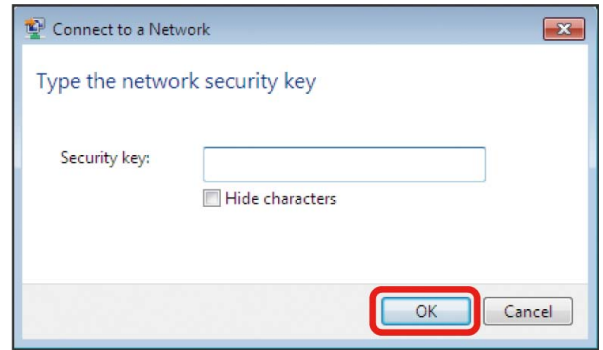 Connect to a Network
Type the network security key
Security key:
Hide characters
OK Cancel